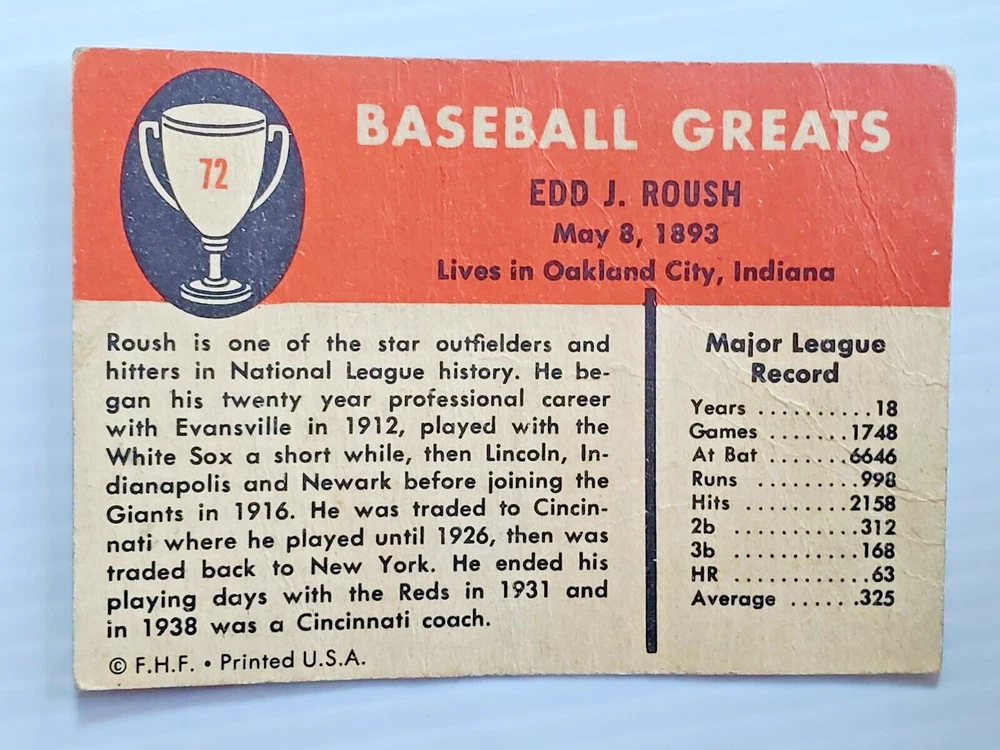 72
BASEBALL GREATS
EDD J. ROUSH
May 8, 1893
Lives in Oakland City, Indiana
Roush is one of the star outfielders and
hitters in National League history. He be-
gan his twenty year professional career
with Evansville in 1912, played with the
White Sox a short while, then Lincoln, In-
dianapolis and Newark before joining the
Giants in 1916. He was traded to Cincin-
nati where he played until 1926, then was
traded back to New York. He ended his
playing days with the Reds in 1931 and
in 1938 was a Cincinnati coach.
© F.H.F. • Printed U.S.A.
Major League
Record
Years ..........18
Games .......1748
At Bat .......6646
Runs .........998
Hits .........2158
2b ...........312
3b ...........168
HR ............63
Average ......325